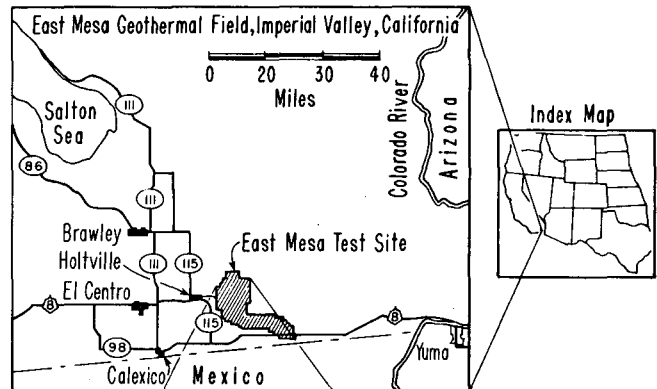 East Mesa Geothermal Field, Imperial Valley, California
0 20 20 40
Miles
Salton
Sea
111
86
Colorado River
Arizona
Index Map
111
Brawley
East Mesa Test Site
Holtville
111
115
El Centro
8
115
8
98
Yuma
Calexico
Mexico